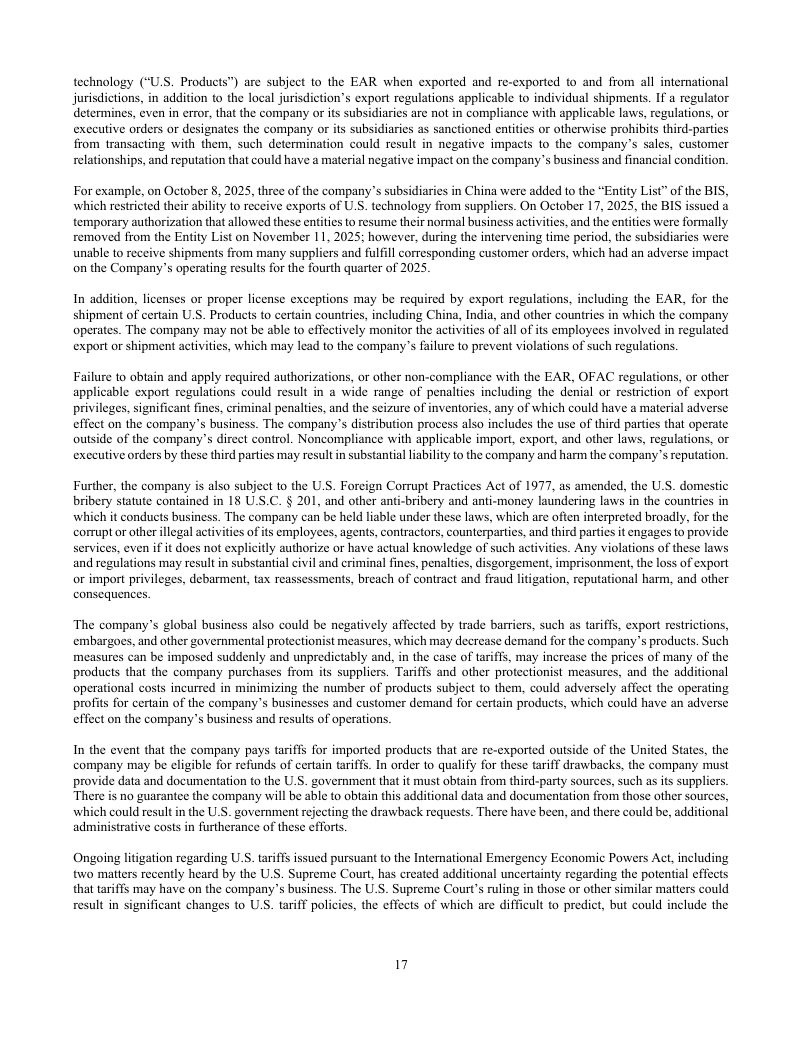 technology (“U.S. Products”) are subject to the EAR when exported and re-exported to and from all international
jurisdictions, in addition to the local jurisdiction’s export regulations applicable to individual shipments. If a regulator
determines, even in error, that the company or its subsidiaries are not in compliance with applicable laws, regulations, or
executive orders or designates the company or its subsidiaries as sanctioned entities or otherwise prohibits third-parties
from transacting with them, such determination could result in negative impacts to the company’s sales, customer
relationships, and reputation that could have a material negative impact on the company’s business and financial condition.
For example, on October 8, 2025, three of the company’s subsidiaries in China were added to the “Entity List” of the BIS,
which restricted their ability to receive exports of U.S. technology from suppliers. On October 17, 2025, the BIS issued a
temporary authorization that allowed these entities to resume their normal business activities, and the entities were formally
removed from the Entity List on November 11, 2025; however, during the intervening time period, the subsidiaries were
unable to receive shipments from many suppliers and fulfill corresponding customer orders, which had an adverse impact
on the Company’s operating results for the fourth quarter of 2025.
In addition, licenses or proper license exceptions may be required by export regulations, including the EAR, for the
shipment of certain U.S. Products to certain countries, including China, India, and other countries in which the company
operates. The company may not be able to effectively monitor the activities of all of its employees involved in regulated
export or shipment activities, which may lead to the company’s failure to prevent violations of such regulations.
Failure to obtain and apply required authorizations, or other non-compliance with the EAR, OFAC regulations, or other
applicable export regulations could result in a wide range of penalties including the denial or restriction of export
privileges, significant fines, criminal penalties, and the seizure of inventories, any of which could have a material adverse
effect on the company’s business. The company’s distribution process also includes the use of third parties that operate
outside of the company’s direct control. Noncompliance with applicable import, export, and other laws, regulations, or
executive orders by these third parties may result in substantial liability to the company and harm the company’s reputation.
Further, the company is also subject to the U.S. Foreign Corrupt Practices Act of 1977, as amended, the U.S. domestic
bribery statute contained in 18 U.S.C. § 201, and other anti-bribery and anti-money laundering laws in the countries in
which it conducts business. The company can be held liable under these laws, which are often interpreted broadly, for the
corrupt or other illegal activities of its employees, agents, contractors, counterparties, and third parties it engages to provide
services, even if it does not explicitly authorize or have actual knowledge of such activities. Any violations of these laws
and regulations may result in substantial civil and criminal fines, penalties, disgorgement, imprisonment, the loss of export
or import privileges, debarment, tax reassessments, breach of contract and fraud litigation, reputational harm, and other
consequences.
The company’s global business also could be negatively affected by trade barriers, such as tariffs, export restrictions,
embargoes, and other governmental protectionist measures, which may decrease demand for the company’s products. Such
measures can be imposed suddenly and unpredictably and, in the case of tariffs, may increase the prices of many of the
products that the company purchases from its suppliers. Tariffs and other protectionist measures, and the additional
operational costs incurred in minimizing the number of products subject to them, could adversely affect the operating
profits for certain of the company’s businesses and customer demand for certain products, which could have an adverse
effect on the company’s business and results of operations.
In the event that the company pays tariffs for imported products that are re-exported outside of the United States, the
company may be eligible for refunds of certain tariffs. In order to qualify for these tariff drawbacks, the company must
provide data and documentation to the U.S. government that it must obtain from third-party sources, such as its suppliers.
There is no guarantee the company will be able to obtain this additional data and documentation from those other sources,
which could result in the U.S. government rejecting the drawback requests. There have been, and there could be, additional
administrative costs in furtherance of these efforts.
Ongoing litigation regarding U.S. tariffs issued pursuant to the International Emergency Economic Powers Act, including
two matters recently heard by the U.S. Supreme Court, has created additional uncertainty regarding the potential effects
that tariffs may have on the company’s business. The U.S. Supreme Court’s ruling in those or other similar matters could
result in significant changes to U.S. tariff policies, the effects of which are difficult to predict, but could include the
17